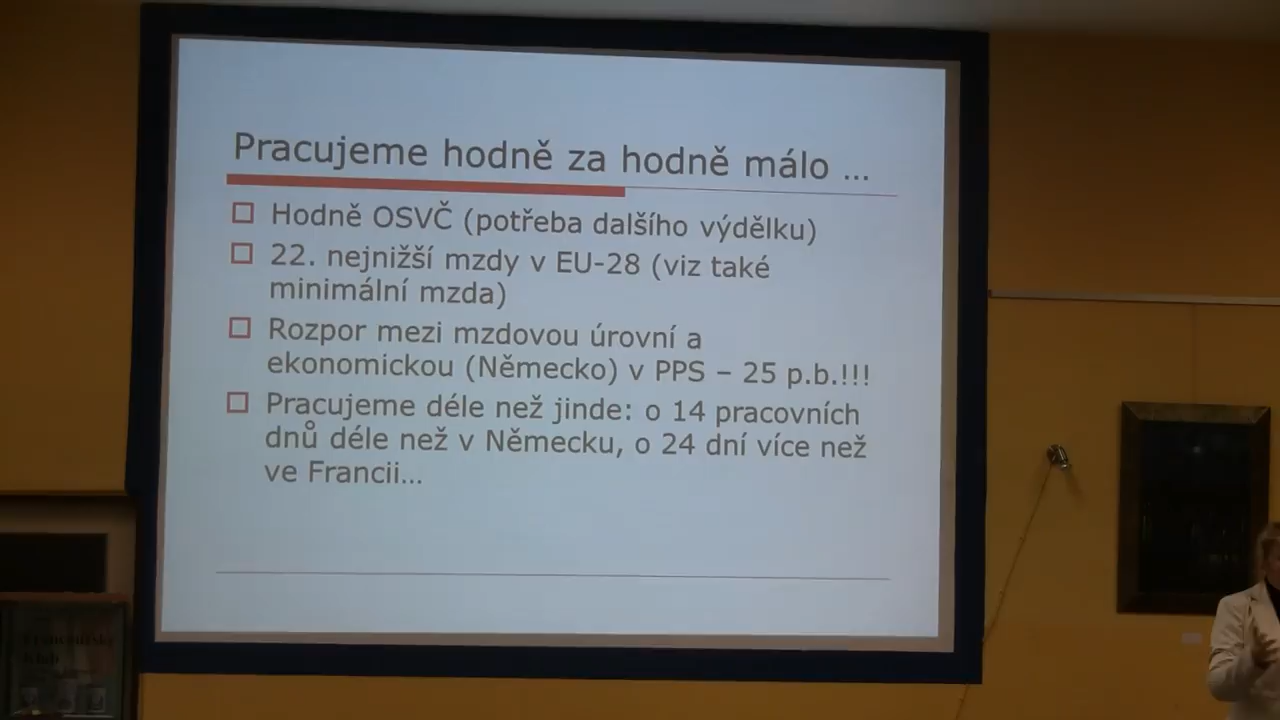 Pracujeme hodně za hodně málo ...
Hodně OSVČ (potřeba dalšího výdělku)
22. nejnižší mzdy v EU-28 (viz také
minimální mzda)
Rozpor mezi mzdovou úrovní a
ekonomickou (Německo) v PPS – 25 p.b.!!!
Pracujeme déle než jinde: o 14 pracovních
dnů déle než v Německu, o 24 dní více než
ve Francii...